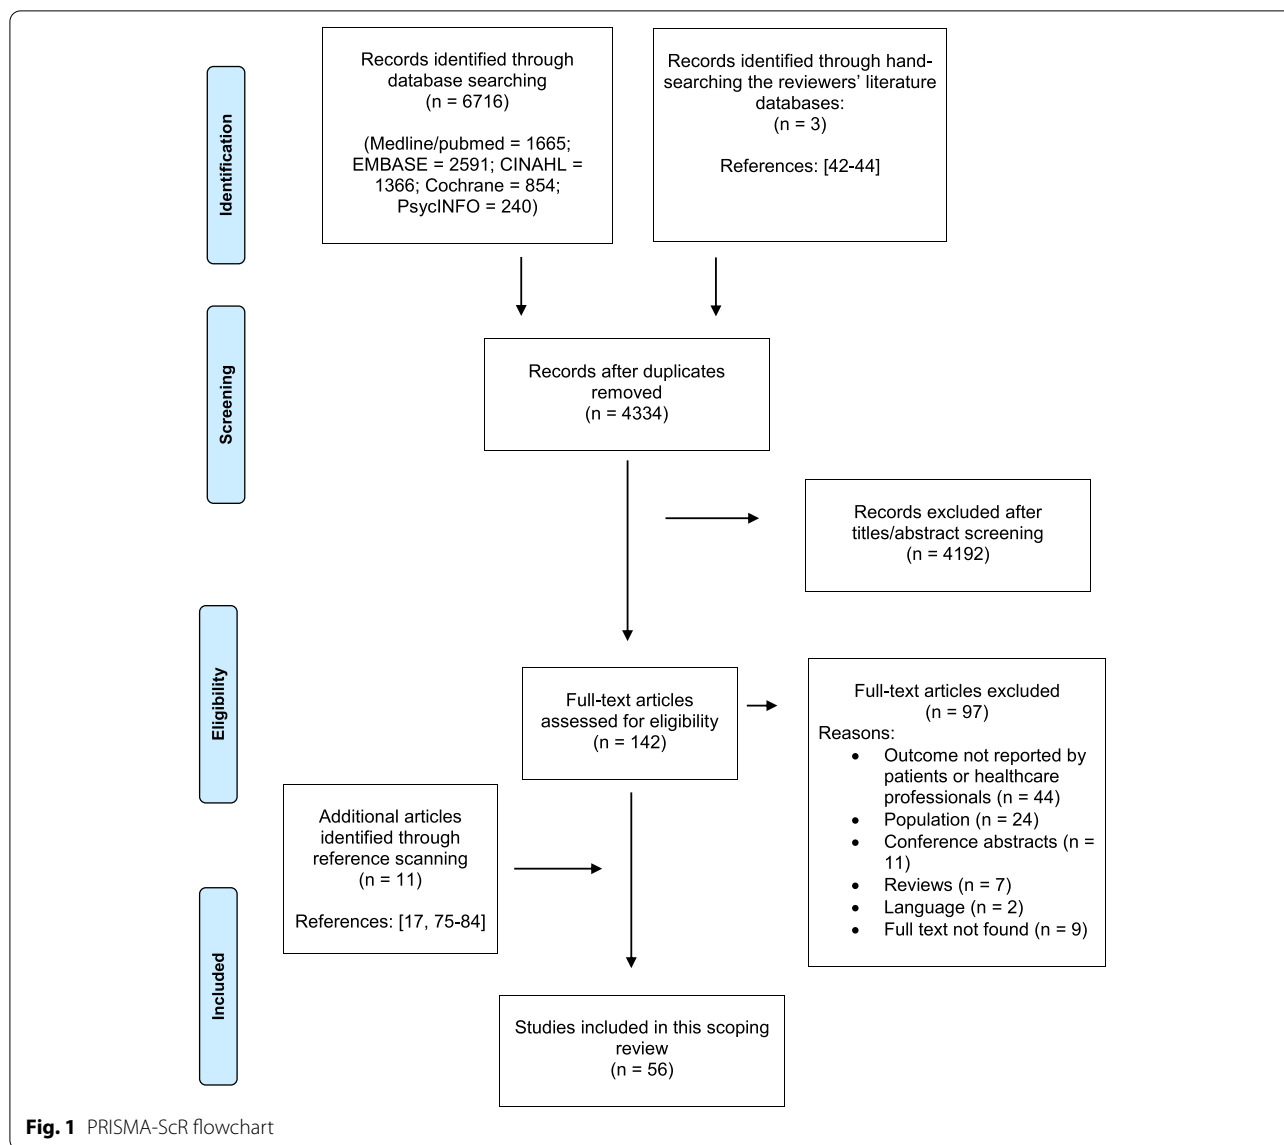 Identification
Records identified through
database searching
(n = 6716)
(Medline/pubmed = 1665;
EMBASE = 2591; CINAHL =
1366; Cochrane = 854;
PsycINFO = 240)
Records identified through hand-
searching the reviewers’ literature
databases:
(n = 3)
References: [42-44]
Screening
Records after duplicates
removed
(n = 4334)
Records excluded after
titles/abstract screening
(n = 4192)
Eligibility
Full-text articles
assessed for eligibility
(n = 142)
Full-text articles excluded
(n = 97)
Reasons:
• Outcome not reported by
patients or healthcare
professionals (n = 44)
• Population (n = 24)
• Conference abstracts (n =
11)
• Reviews (n = 7)
• Language (n = 2)
• Full text not found (n = 9)
Additional articles
identified through
reference scanning
(n = 11)
References: [17, 75-84]
Included
Studies included in this scoping
review
(n = 56)
Fig. 1 PRISMA-ScR flowchart